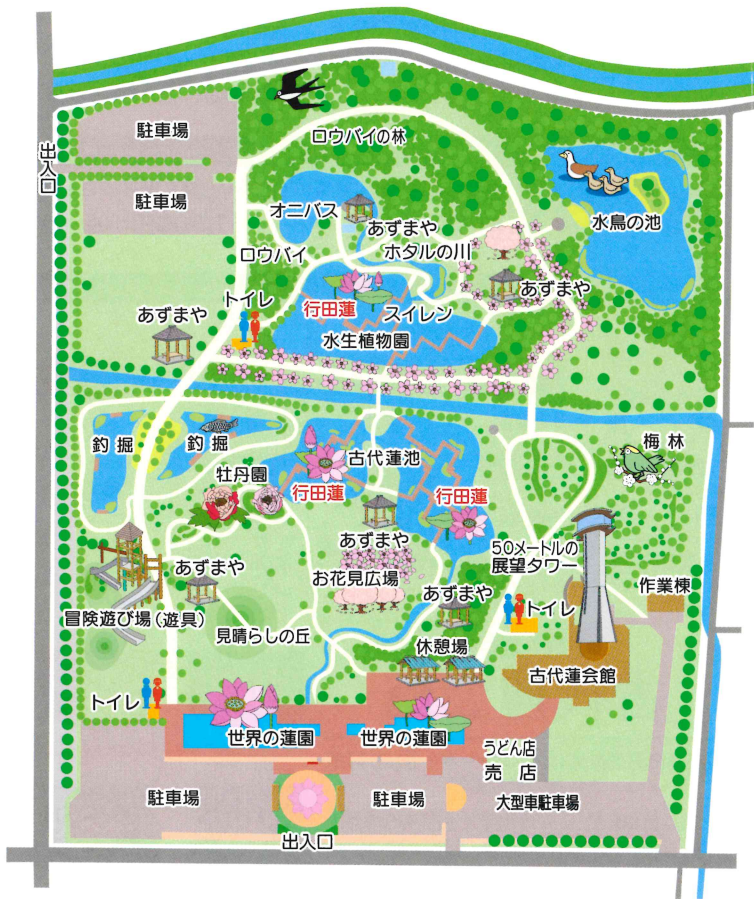 駐車場
ロウバイの林
出入口
駐車場
オニバス
水鳥の池
あずまや
ロウバイ
ホタルの川
あずまや
トイレ
行田蓮
スイレン
あずまや
水生植物園
釣掘
釣掘
古代蓮池
梅林
牡丹園
行田蓮
行田蓮
あずまや
50メートルの
展望タワー
お花見広場
あずまや
あずまや
作業棟
冒険遊び場(遊具)
トイレ
見晴らしの丘
休憩場
古代蓮会館
トイレ
世界の蓮園
世界の蓮園
うどん店
売店
駐車場
駐車場
大型車駐車場
出入口